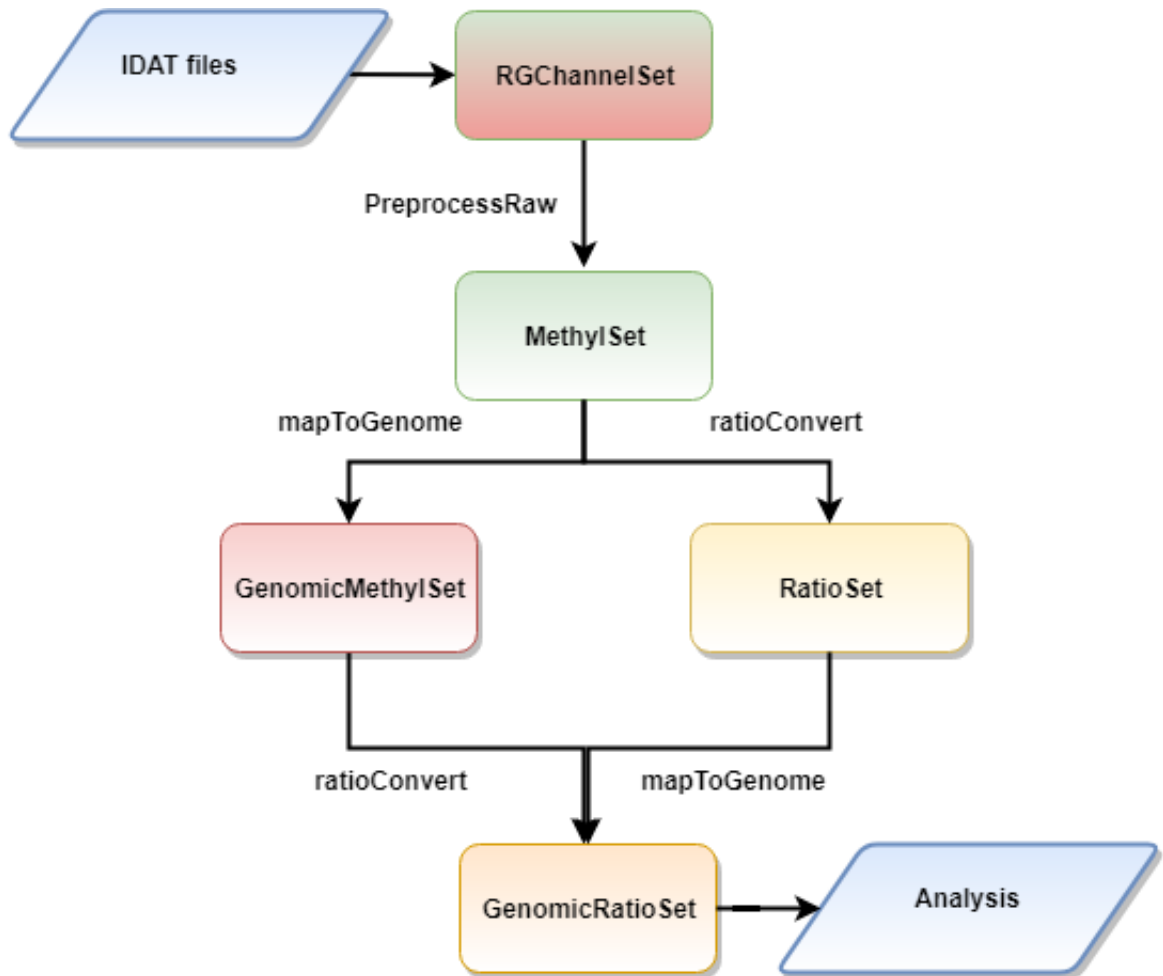 IDAT files
RGChannelSet
PreprocessRaw
MethylSet
mapToGenome
ratioConvert
GenomicMethylSet
RatioSet
ratioConvert
mapToGenome
GenomicRatioSet
Analysis